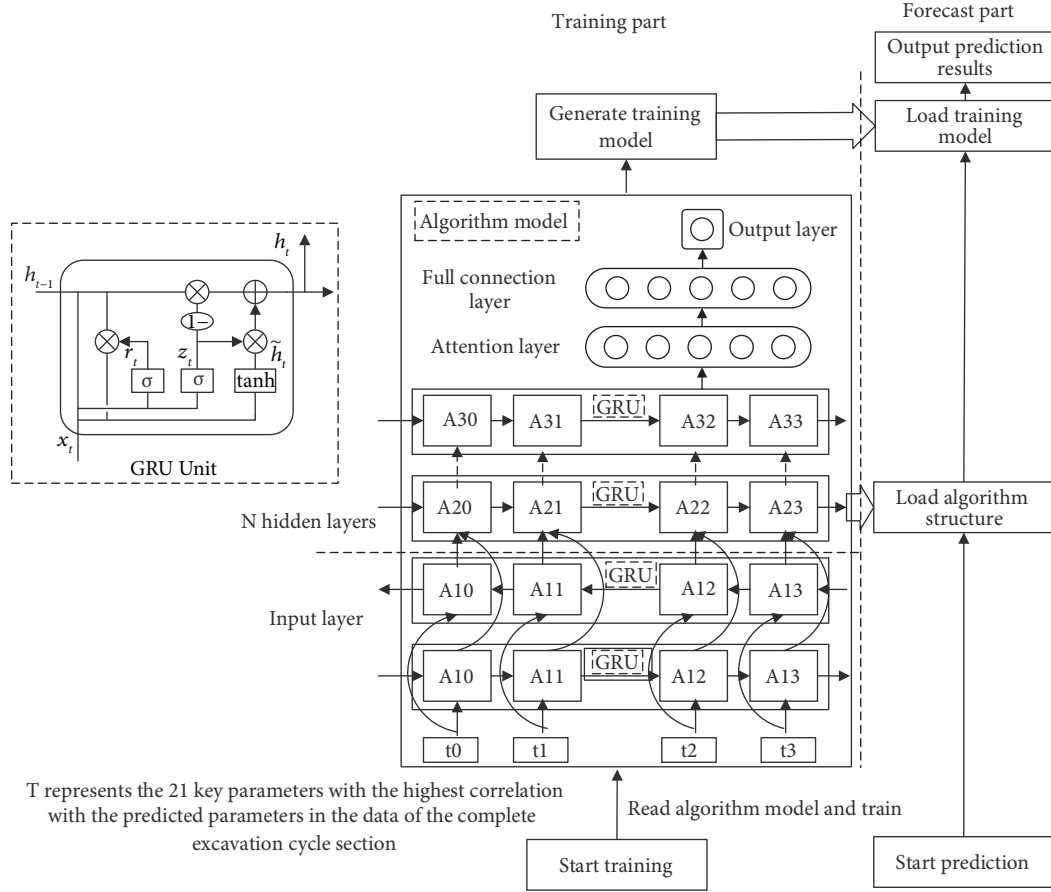 Training part
Forecast part
Output prediction
results
Generate training
model
Load training
model
Algorithm model
Output layer
Full connection
layer
Attention layer
h_t
h_{t-1}
1-
r_t
z_t
h̃_t
σ
σ
tanh
x_t
GRU Unit
A30
A31
GRU
A32
A33
N hidden layers
A20
A21
GRU
A22
A23
Load algorithm
structure
Input layer
A10
A11
GRU
A12
A13
A10
A11
GRU
A12
A13
t0
t1
t2
t3
T represents the 21 key parameters with the highest correlation
with the predicted parameters in the data of the complete
excavation cycle section
Read algorithm model and train
Start training
Start prediction